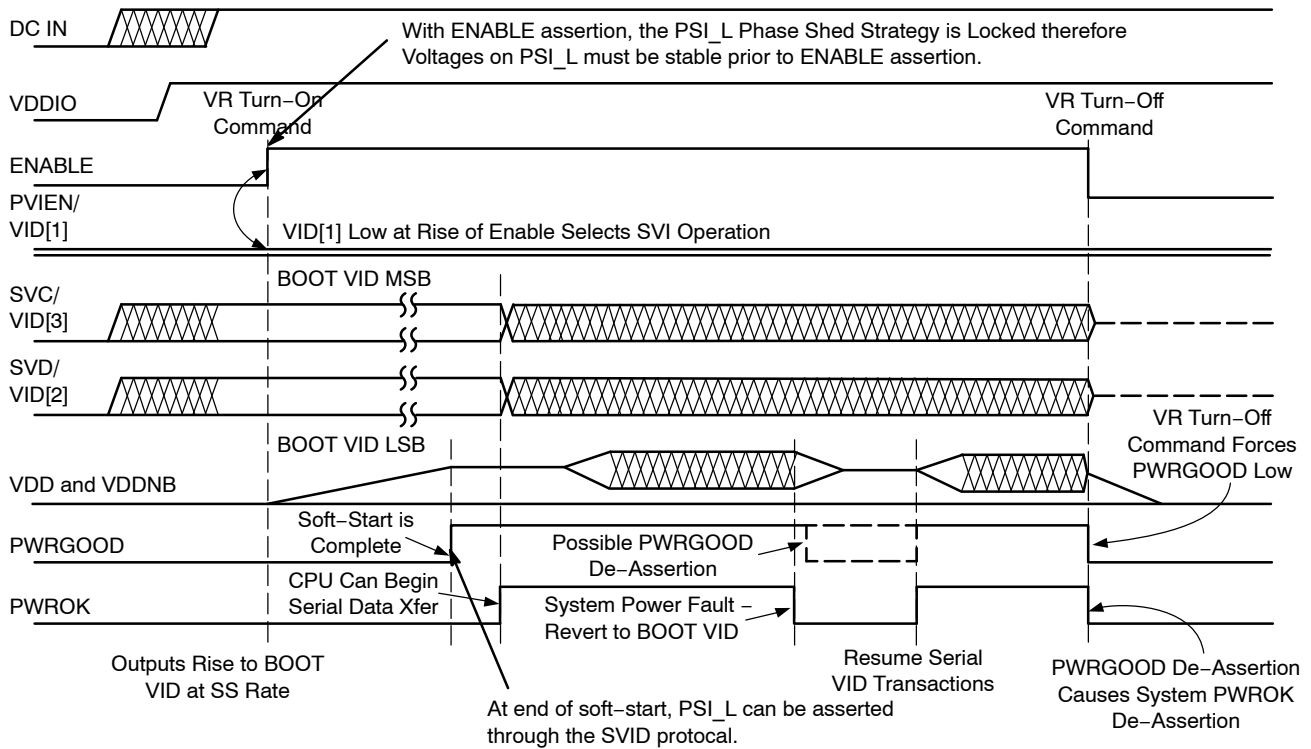 DC IN
With ENABLE assertion, the PSI_L Phase Shed Strategy is Locked therefore
Voltages on PSI_L must be stable prior to ENABLE assertion.
VDDIO
VR Turn−On
Command
VR Turn−Off
Command
ENABLE
PVIEN/
VID[1]
VID[1] Low at Rise of Enable Selects SVI Operation
BOOT VID MSB
SVC/
VID[3]
SVD/
VID[2]
BOOT VID LSB
VR Turn−Off
Command Forces
PWRGOOD Low
VDD and VDDNB
Soft−Start is
Complete
PWRGOOD
Possible PWRGOOD
De−Assertion
CPU Can Begin
Serial Data Xfer
PWROK
System Power Fault −
Revert to BOOT VID
Outputs Rise to BOOT
VID at SS Rate
Resume Serial
VID Transactions
PWRGOOD De−Assertion
Causes System PWROK
De−Assertion
At end of soft−start, PSI_L can be asserted
through the SVID protocal.